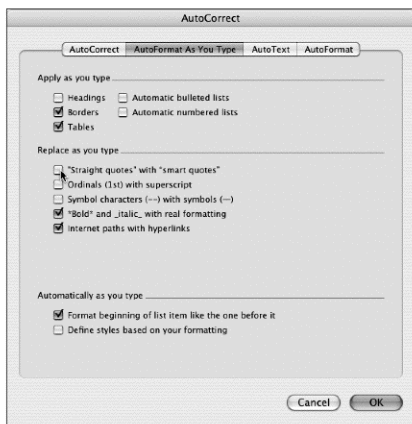 AutoCorrect
AutoCorrect AutoFormat As You Type AutoText AutoFormat
Apply as you type
Headings Automatic bulleted lists
Borders Automatic numbered lists
Tables
Replace as you type
"Straight quotes" with “smart quotes”
Ordinals (1st) with superscript
Symbol characters (--) with symbols (—)
*Bold* and _italic_ with real formatting
Internet paths with hyperlinks
Automatically as you type
Format beginning of list item like the one before it
Define styles based on your formatting
Cancel OK